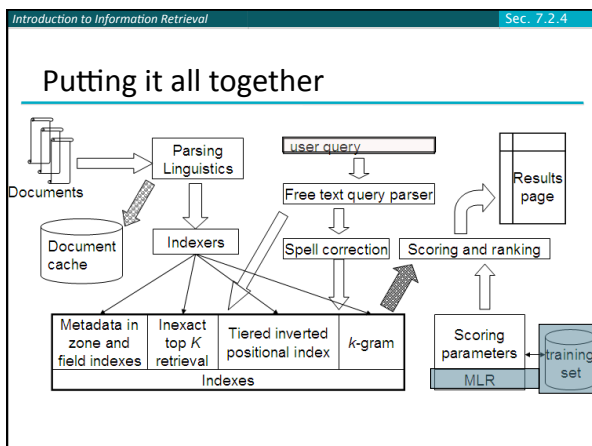 Introduction to Information Retrieval
Sec. 7.2.4
Putting it all together
Documents
Parsing
Linguistics
user query
Results
page
Free text query parser
Document
cache
Indexers
Spell correction
Scoring and ranking
Metadata in
zone and
field indexes
Inexact
top K
retrieval
Tiered inverted
positional index
k-gram
Indexes
Scoring
parameters
MLR
training
set